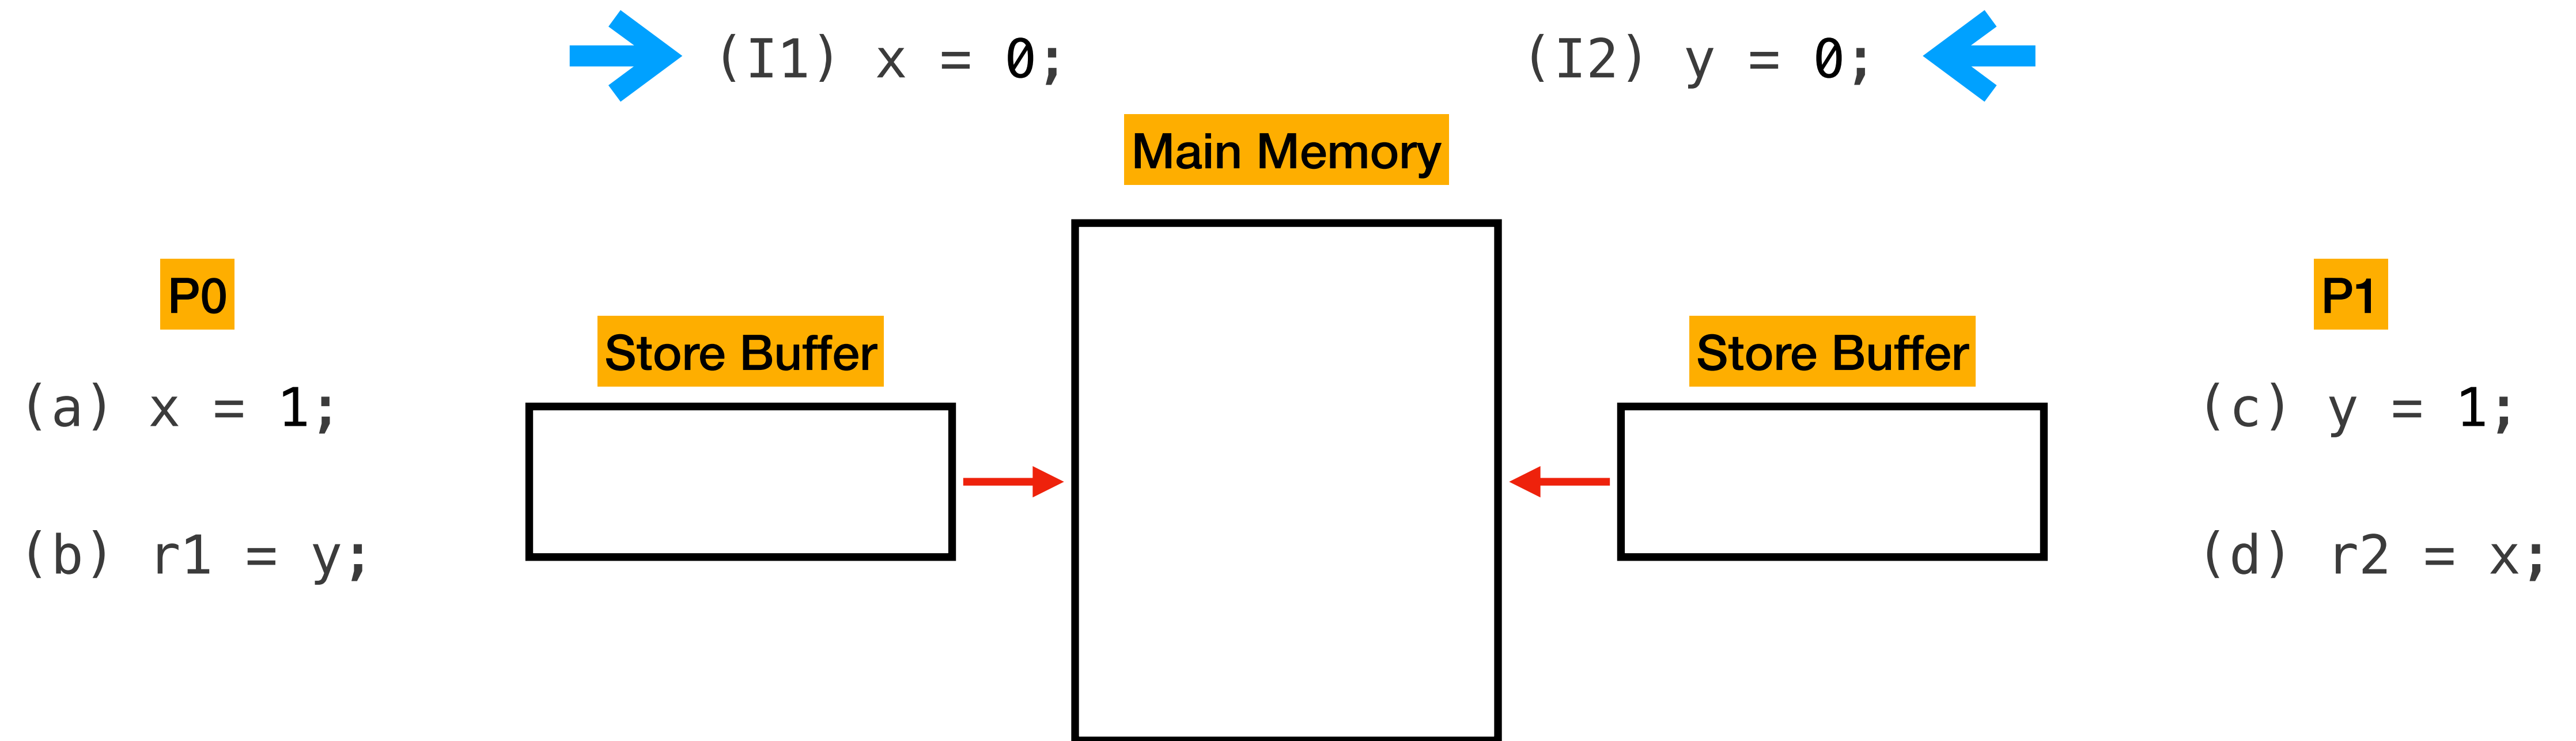 (I1) x = 0;
(I2) y = 0;
Main Memory
P0
P1
Store Buffer
Store Buffer
(a) x = 1;
(c) y = 1;
(b) r1 = y;
(d) r2 = x;